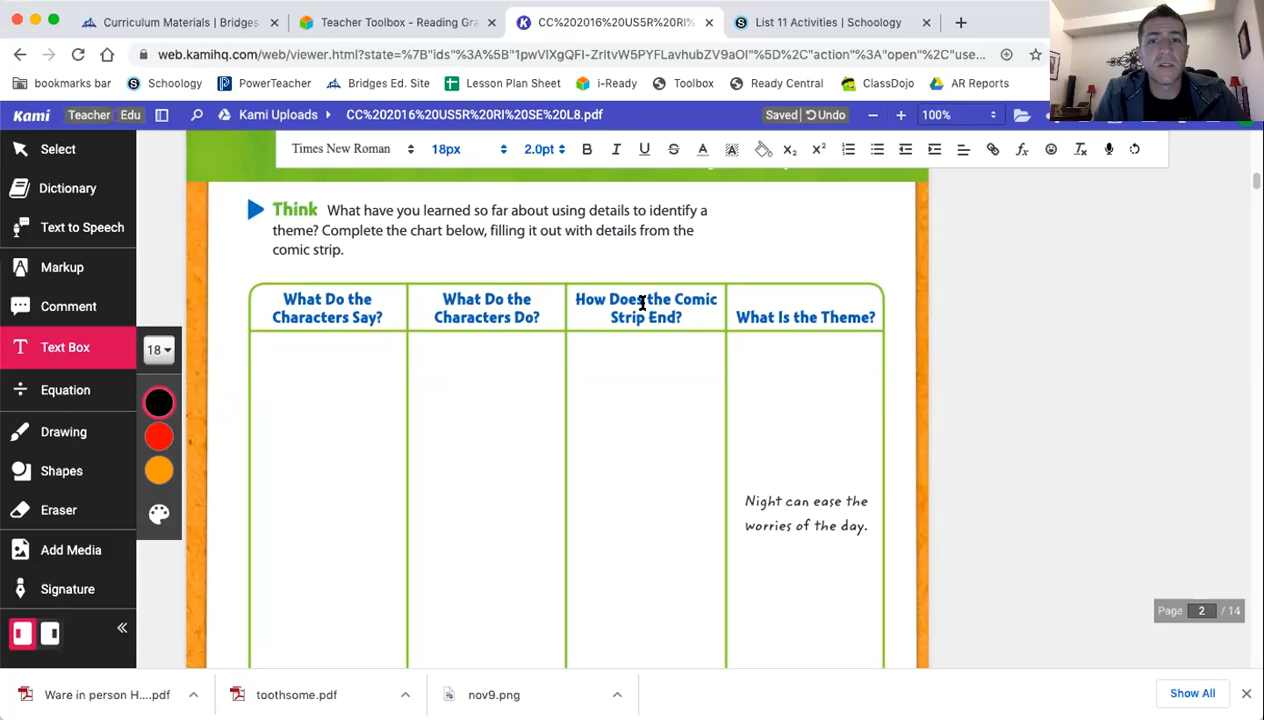 Curriculum Materials | Bridges
Teacher Toolbox - Reading Gra
CC%202016%20US5R%20RI%
List 11 Activities | Schoology
web.kamihq.com/web/viewer.html?state=%7B"ids"%3A%5B"1pwVIXgQFI-ZrltvW5PYFLavhubZV9aOI"%5D%2C"action"%3A"open"%2C"use...
bookmarks bar
Schoology
PowerTeacher
Bridges Ed. Site
Lesson Plan Sheet
i-Ready
Toolbox
Ready Central
ClassDojo
AR Reports
Kami
Teacher
Edu
Kami Uploads
CC%202016%20US5R%20RI%20SE%20L8.pdf
Saved
Undo
100%
Times New Roman
18px
2.0pt
B I U S A A x₂ x² fx
Select
Dictionary
Text to Speech
Markup
Comment
Text Box
18
Equation
Drawing
Shapes
Eraser
Add Media
Signature
Think What have you learned so far about using details to identify a
theme? Complete the chart below, filling it out with details from the
comic strip.
What Do the
Characters Say?
What Do the
Characters Do?
How Does the Comic
Strip End?
What Is the Theme?
Night can ease the
worries of the day.
Page 2 / 14
Ware in person H....pdf
toothsome.pdf
nov9.png
Show All